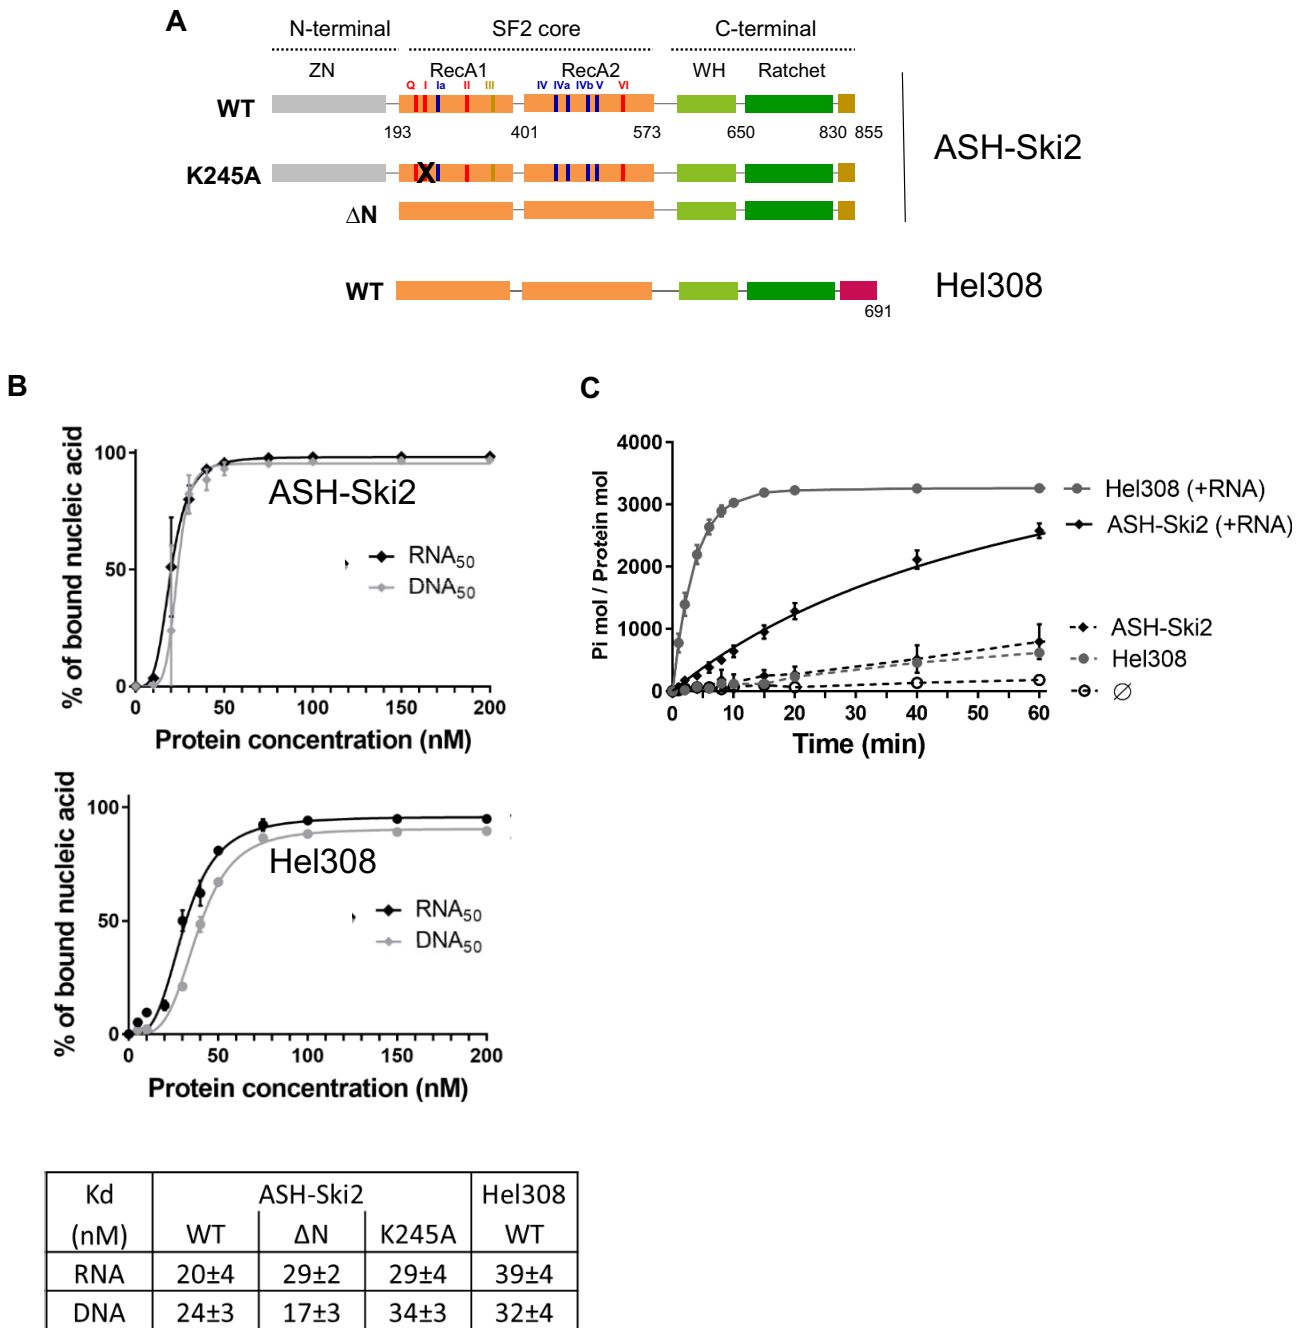 A
N-terminal SF2 core C-terminal
ZN RecA1 RecA2 WH Ratchet
Q I Ia II III IV IVa IVb V VI
WT
193 401 573 650 830 855
K245A
ΔN
ASH-Ski2
WT
691
Hel308
B
% of bound nucleic acid
100
50
0
ASH-Ski2
RNA50
DNA50
0 50 100 150 200
Protein concentration (nM)
% of bound nucleic acid
100
50
0
Hel308
RNA50
DNA50
0 50 100 150 200
Protein concentration (nM)
Kd ASH-Ski2 Hel308
(nM) WT ΔN K245A WT
RNA 20±4 29±2 29±4 39±4
DNA 24±3 17±3 34±3 32±4
C
Pi mol / Protein mol
4000
3000
2000
1000
0
0 10 20 30 40 50 60
Time (min)
Hel308 (+RNA)
ASH-Ski2 (+RNA)
ASH-Ski2
Hel308
∅